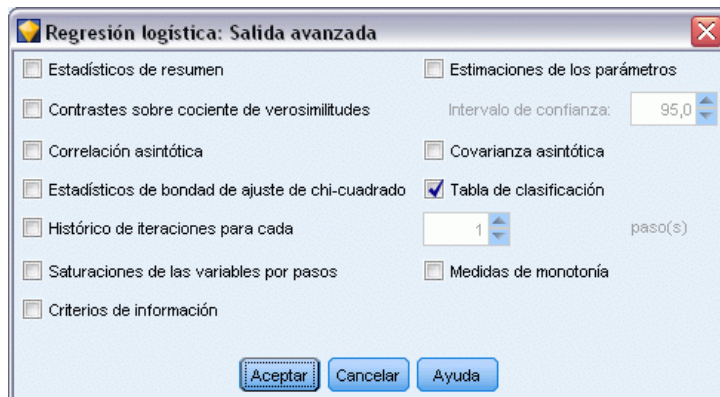 Regresión logística: Salida avanzada
Estadísticos de resumen
Estimaciones de los parámetros
Contrastes sobre cociente de verosimilitudes
Intervalo de confianza: 95,0
Correlación asintótica
Covarianza asintótica
Estadísticos de bondad de ajuste de chi-cuadrado
Tabla de clasificación
Histórico de iteraciones para cada 1 paso(s)
Saturaciones de las variables por pasos
Medidas de monotonía
Criterios de información
Aceptar Cancelar Ayuda